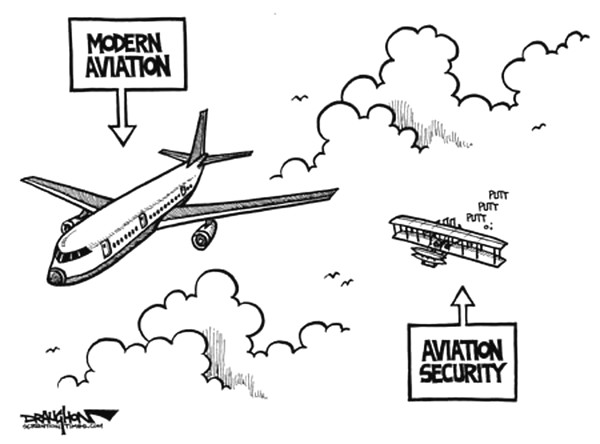 MODERN
AVIATION
PUTT
PUTT
PUTT
AVIATION
SECURITY
DRAUGHON